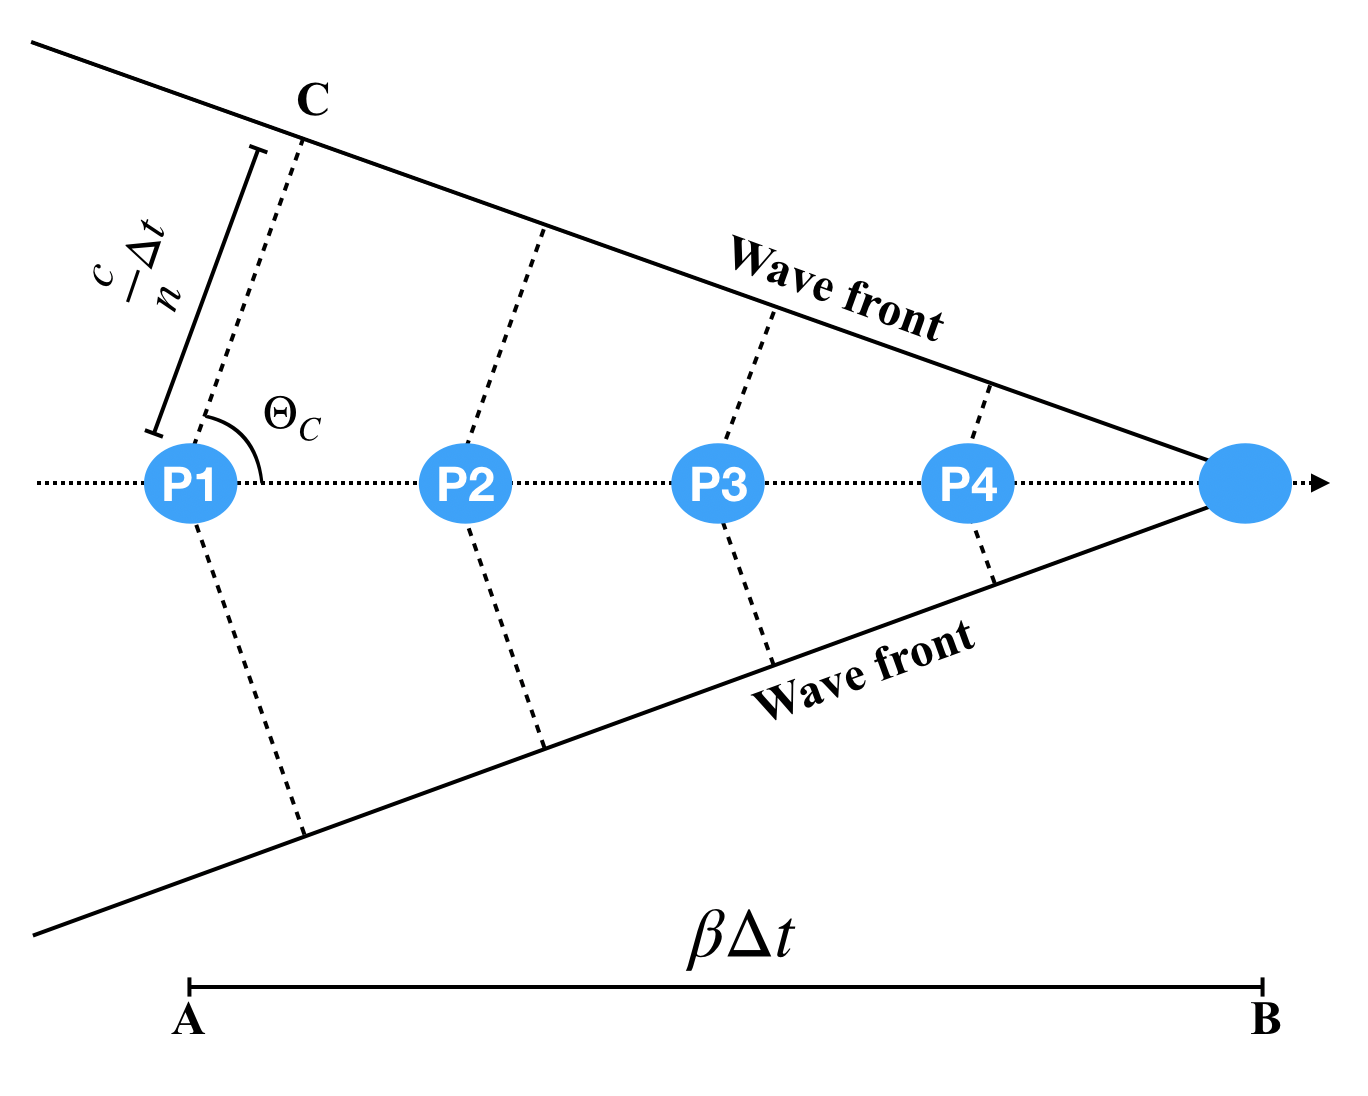 C
c/n Δt
Wave front
Θ_C
P1 P2 P3 P4
Wave front
βΔt
A B